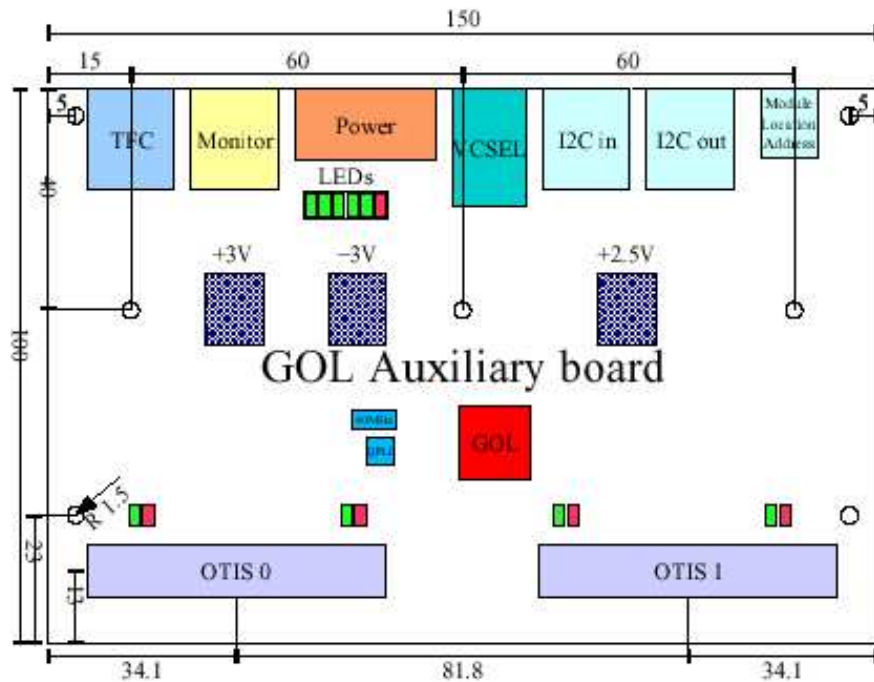 150
15
60
60
5
5
TFC
Monitor
Power
VCSEL
I2C in
I2C out
Module
Location
Address
LEDs
40
+3V
−3V
+2.5V
100
GOL Auxiliary board
GOL
R 1.5
23
13
OTIS 0
OTIS 1
34.1
81.8
34.1